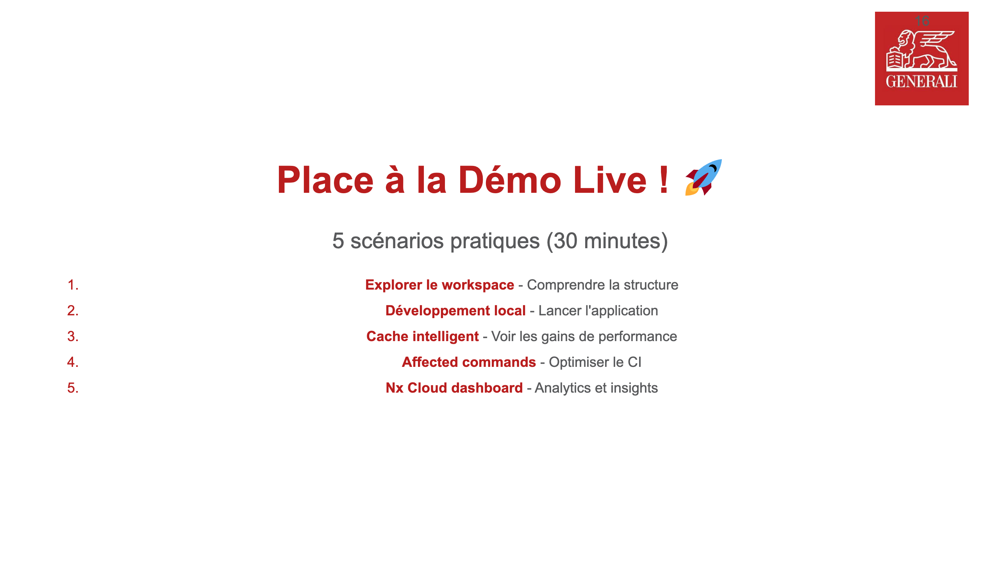 16
GENERALI
Place à la Démo Live ! 🚀
5 scénarios pratiques (30 minutes)
1. Explorer le workspace - Comprendre la structure
2. Développement local - Lancer l'application
3. Cache intelligent - Voir les gains de performance
4. Affected commands - Optimiser le CI
5. Nx Cloud dashboard - Analytics et insights